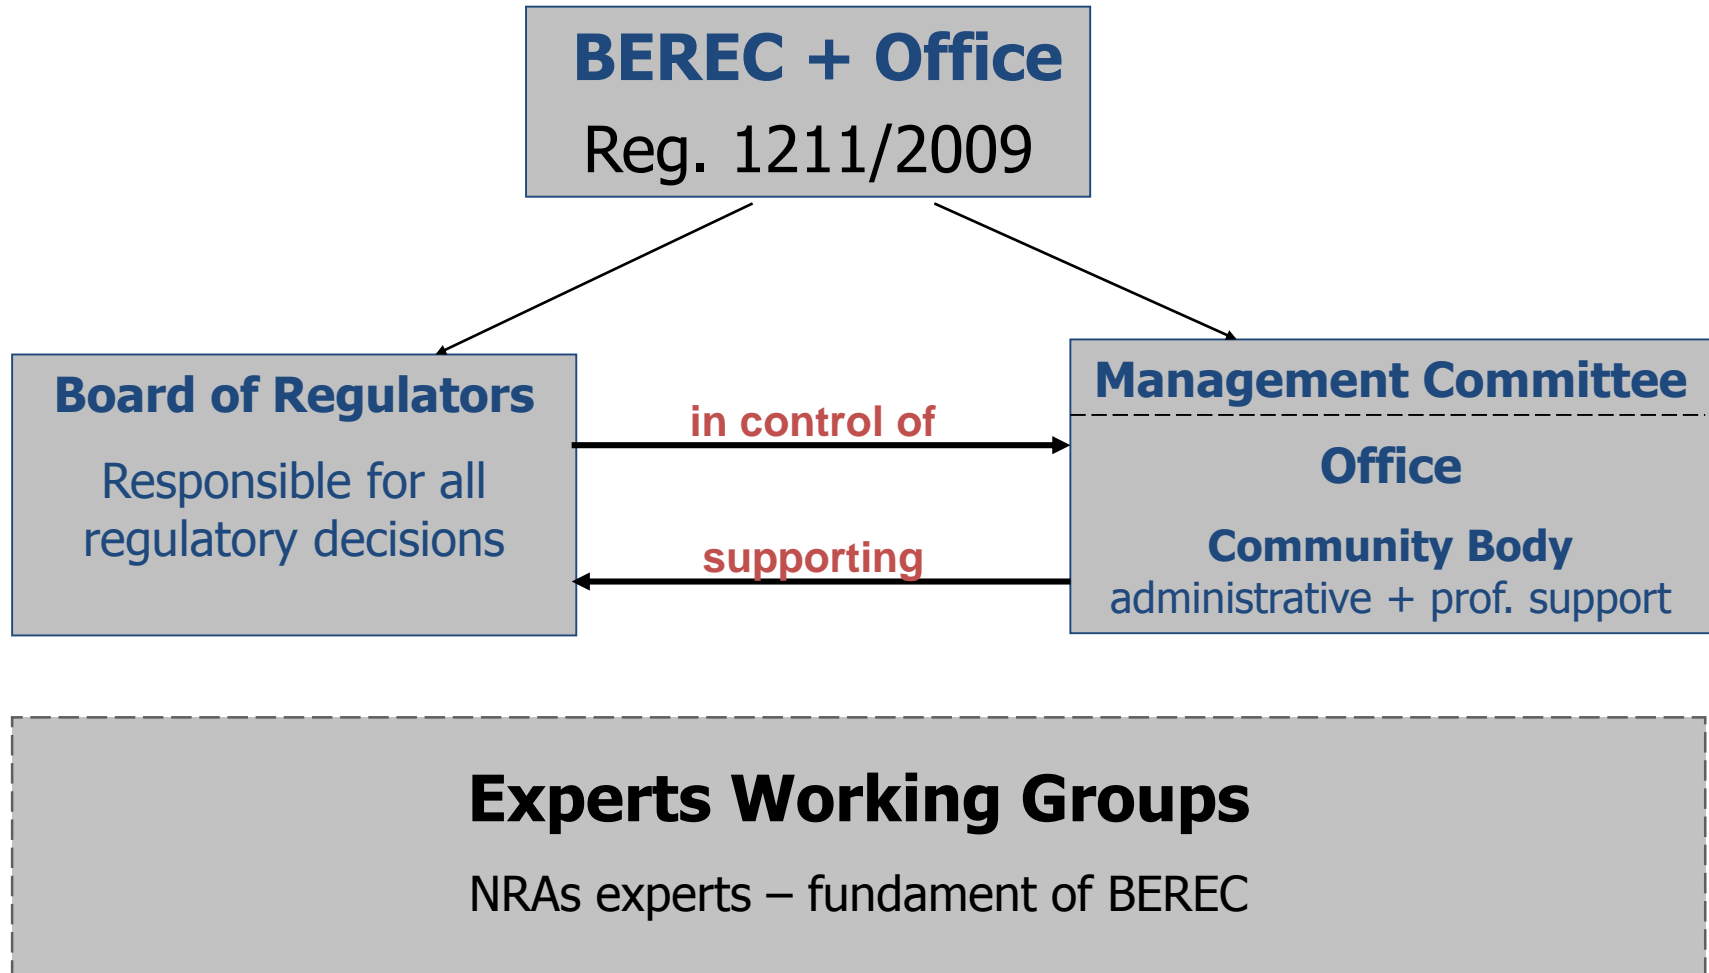 BEREC + Office
Reg. 1211/2009
Board of Regulators
Responsible for all
regulatory decisions
in control of
supporting
Management Committee
Office
Community Body
administrative + prof. support
Experts Working Groups
NRAs experts – fundament of BEREC